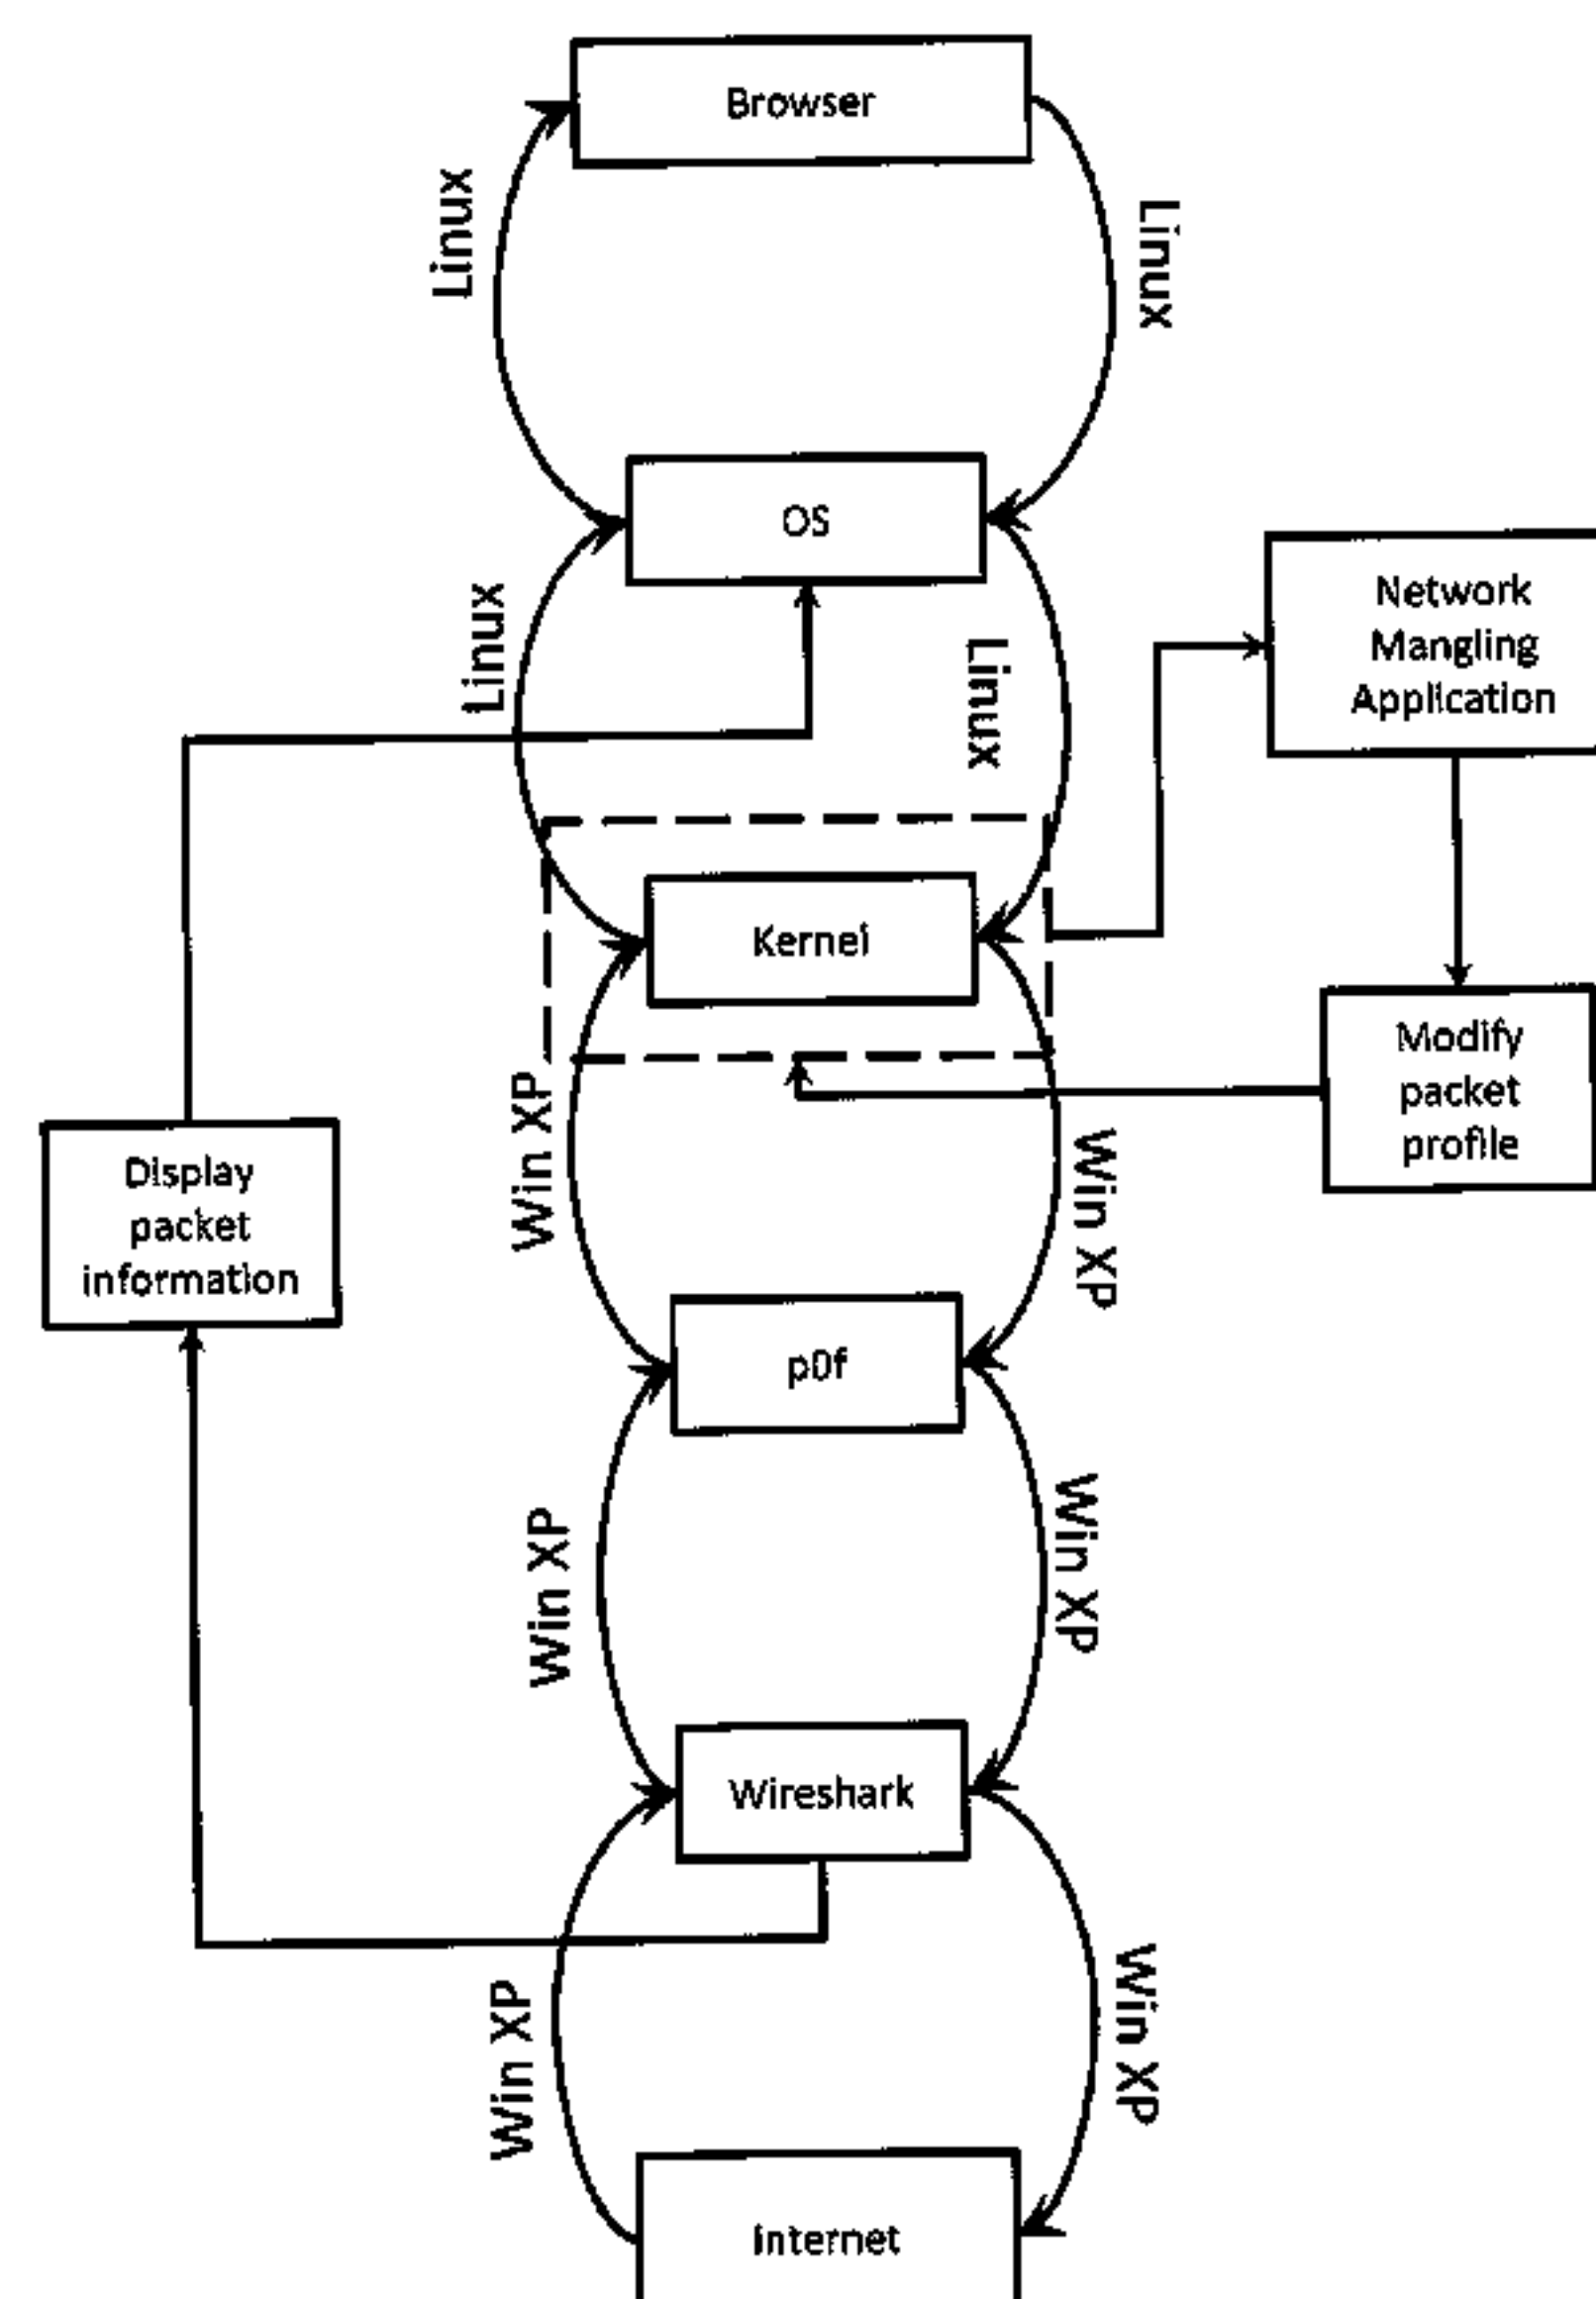 Browser
Linux
Linux
OS
Network
Mangling
Application
Linux
Linux
Kernel
Modify
packet
profile
Win XP
Win XP
Display
packet
information
p0f
Win XP
Win XP
Wireshark
Win XP
Win XP
Internet